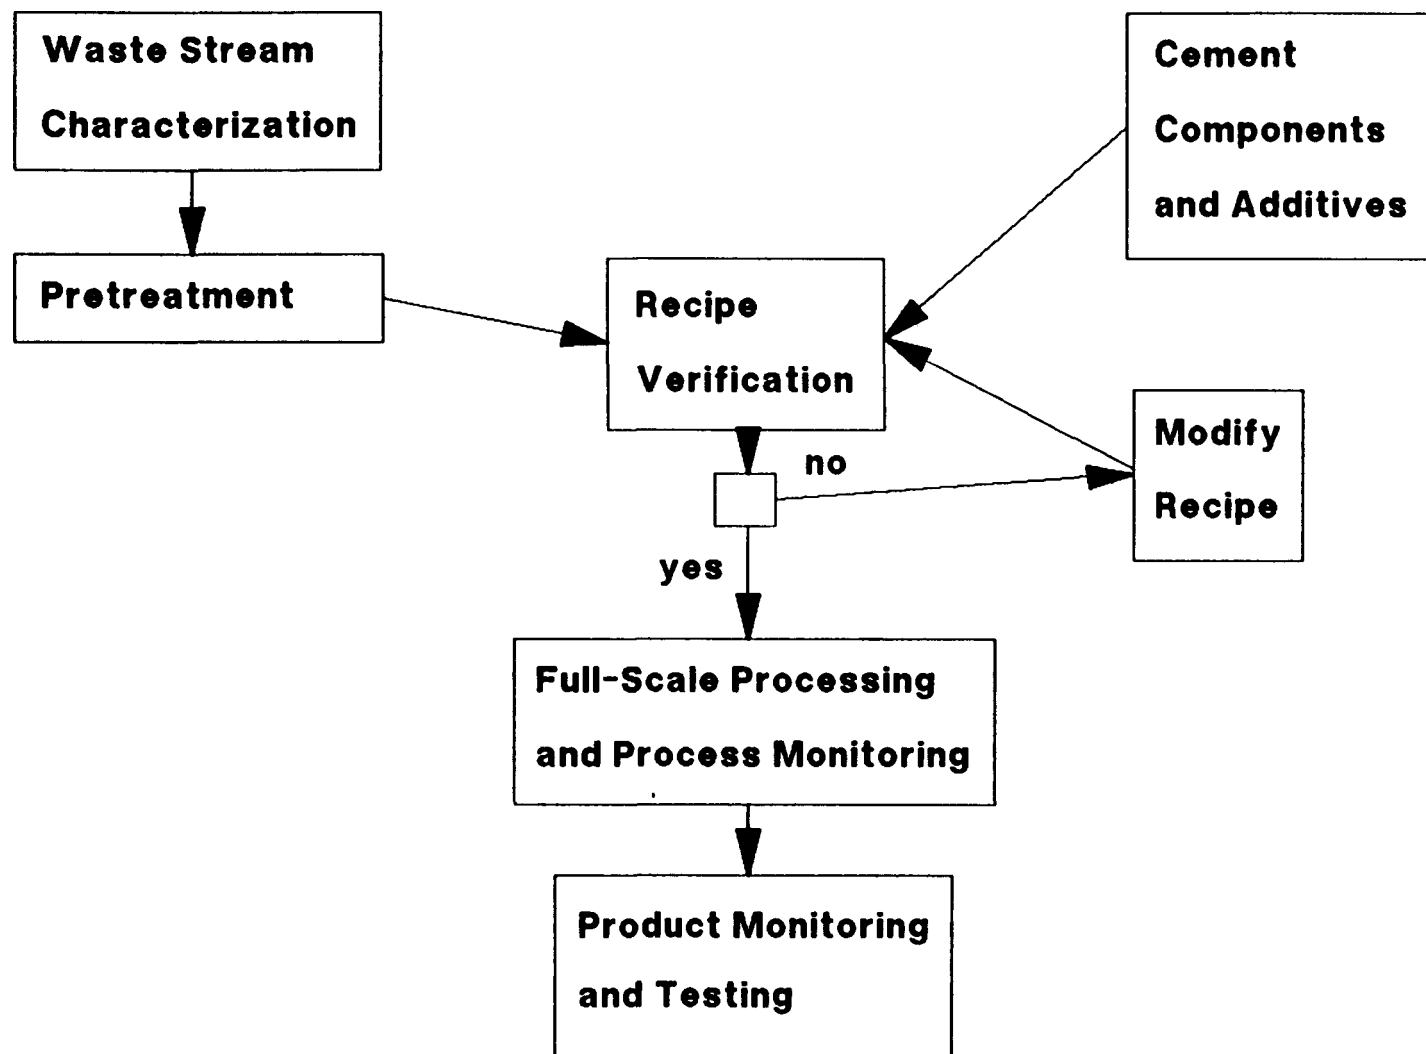 Waste Stream
Characterization
Cement
Components
and Additives
Pretreatment
Recipe
Verification
no
Modify
Recipe
yes
Full-Scale Processing
and Process Monitoring
Product Monitoring
and Testing